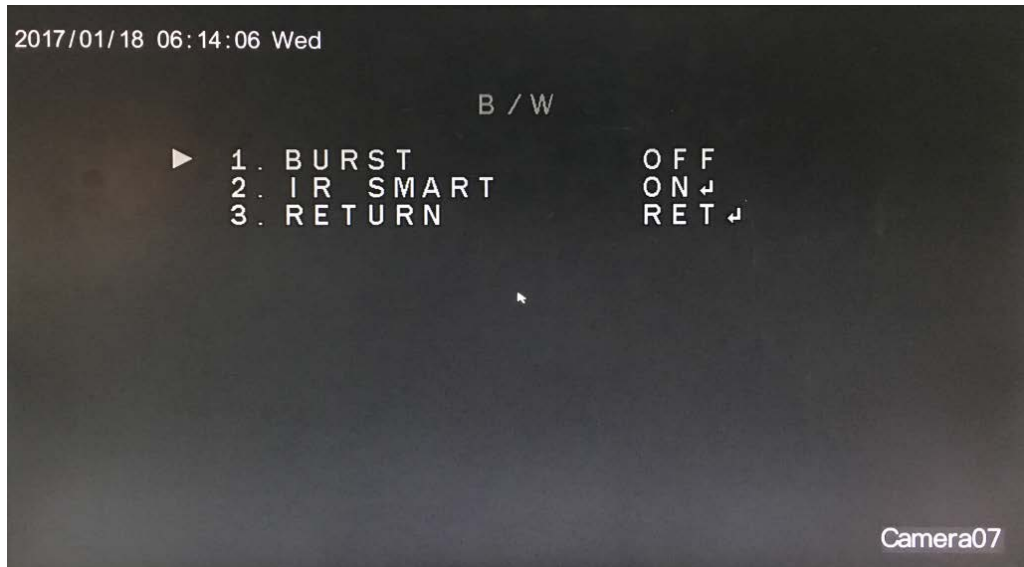 2017/01/18 06:14:06 Wed
B/W
1. BURST OFF
2. IR SMART ON↲
3. RETURN RET↲
Camera07